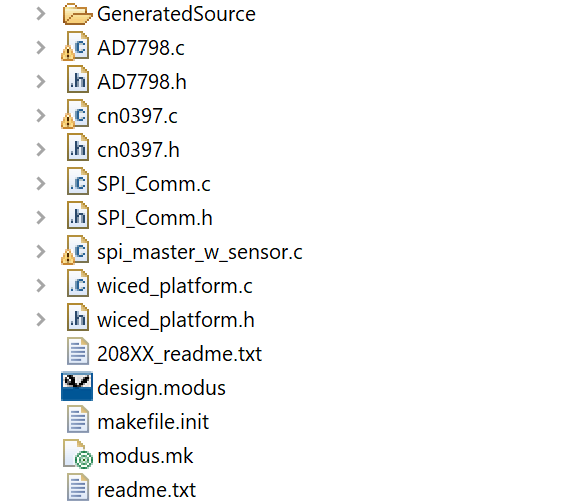 GeneratedSource
AD7798.c
AD7798.h
cn0397.c
cn0397.h
SPI_Comm.c
SPI_Comm.h
spi_master_w_sensor.c
wiced_platform.c
wiced_platform.h
208XX_readme.txt
design.modus
makefile.init
modus.mk
readme.txt